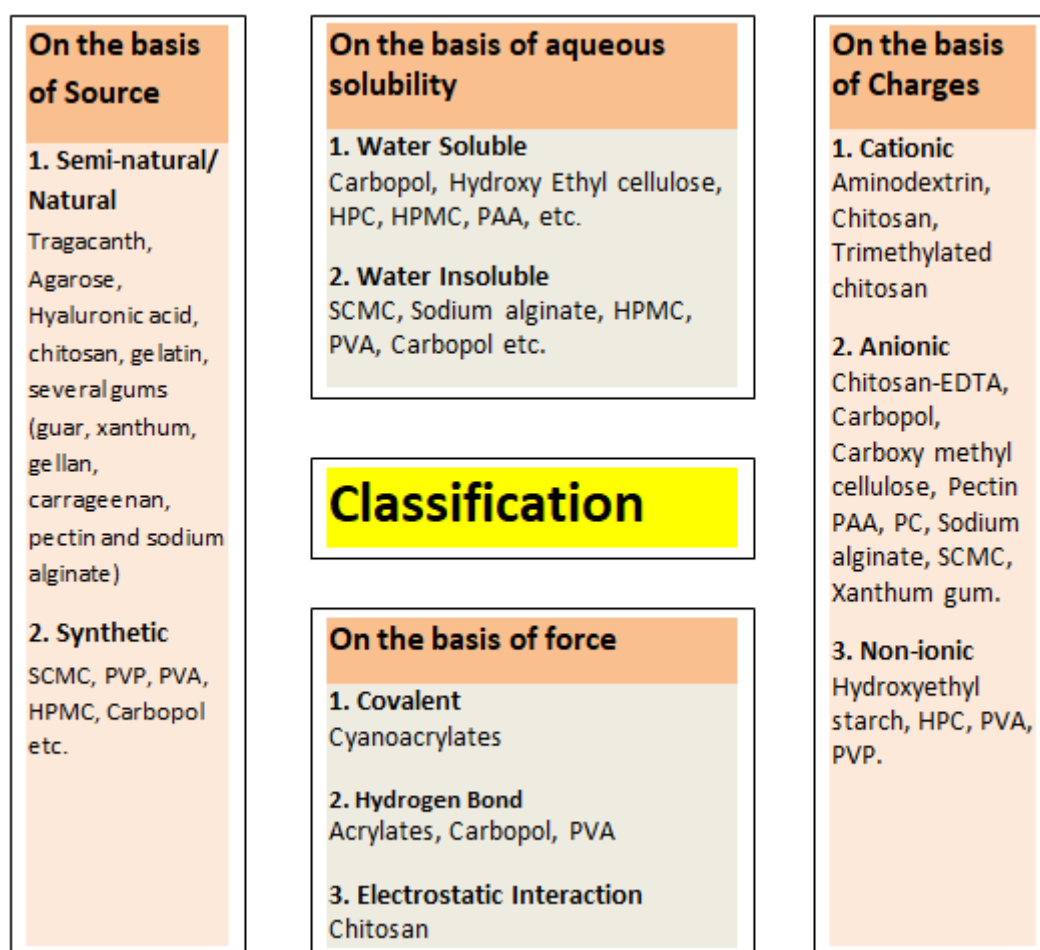 On the basis
of Source
1. Semi-natural/
Natural
Tragacanth,
Agarose,
Hyaluronic acid,
chitosan, gelatin,
several gums
(guar, xanthum,
gellan,
carrageenan,
pectin and sodium
alginate)
2. Synthetic
SCMC, PVP, PVA,
HPMC, Carbopol
etc.
On the basis of aqueous
solubility
1. Water Soluble
Carbopol, Hydroxy Ethyl cellulose,
HPC, HPMC, PAA, etc.
2. Water Insoluble
SCMC, Sodium alginate, HPMC,
PVA, Carbopol etc.
Classification
On the basis of force
1. Covalent
Cyanoacrylates
2. Hydrogen Bond
Acrylates, Carbopol, PVA
3. Electrostatic Interaction
Chitosan
On the basis
of Charges
1. Cationic
Aminodextrin,
Chitosan,
Trimethylated
chitosan
2. Anionic
Chitosan-EDTA,
Carbopol,
Carboxy methyl
cellulose, Pectin
PAA, PC, Sodium
alginate, SCMC,
Xanthum gum.
3. Non-ionic
Hydroxyethyl
starch, HPC, PVA,
PVP.